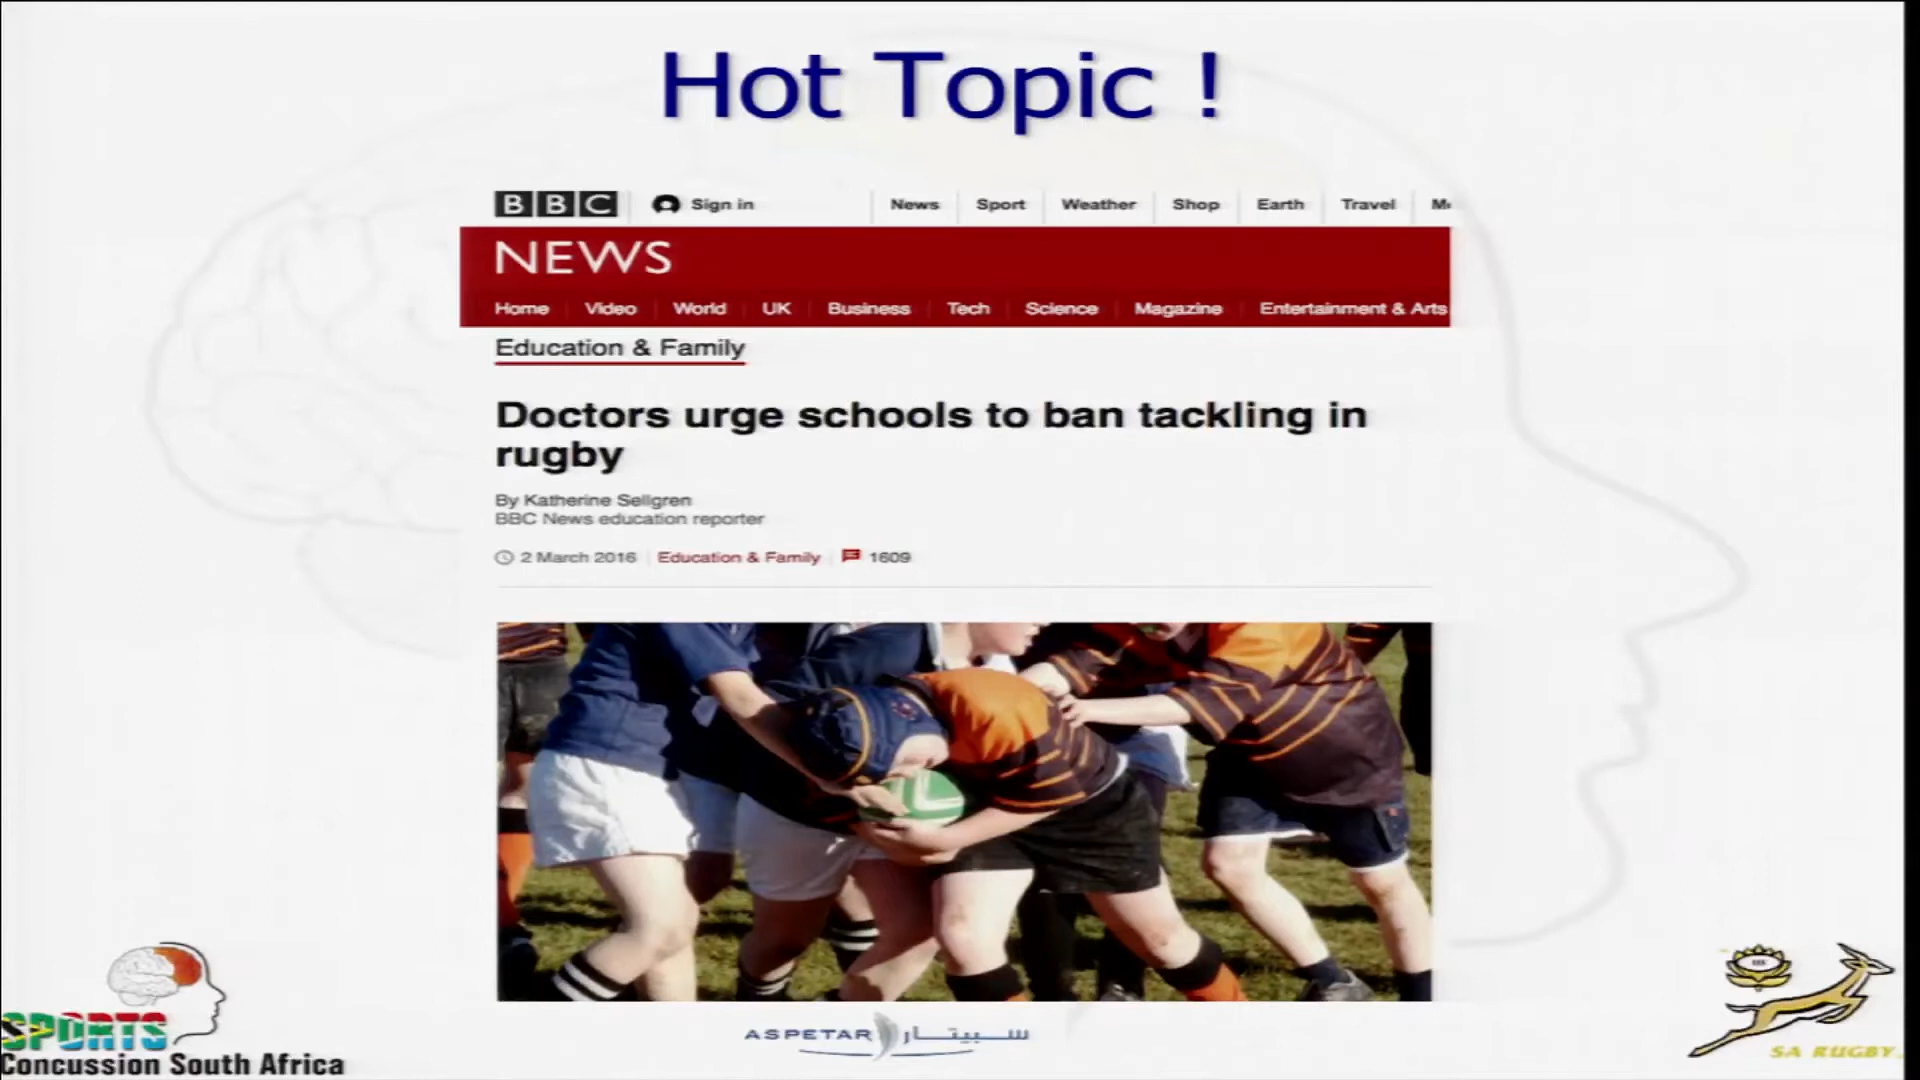 Hot Topic !
BBC Sign in News Sport Weather Shop Earth Travel
NEWS
Home Video World UK Business Tech Science Magazine Entertainment & Arts
Education & Family
Doctors urge schools to ban tackling in
rugby
By Katherine Sellgren
BBC News education reporter
2 March 2016 Education & Family 1609
SPORTS
Concussion South Africa
ASPETAR سبيتار
SA RUGBY